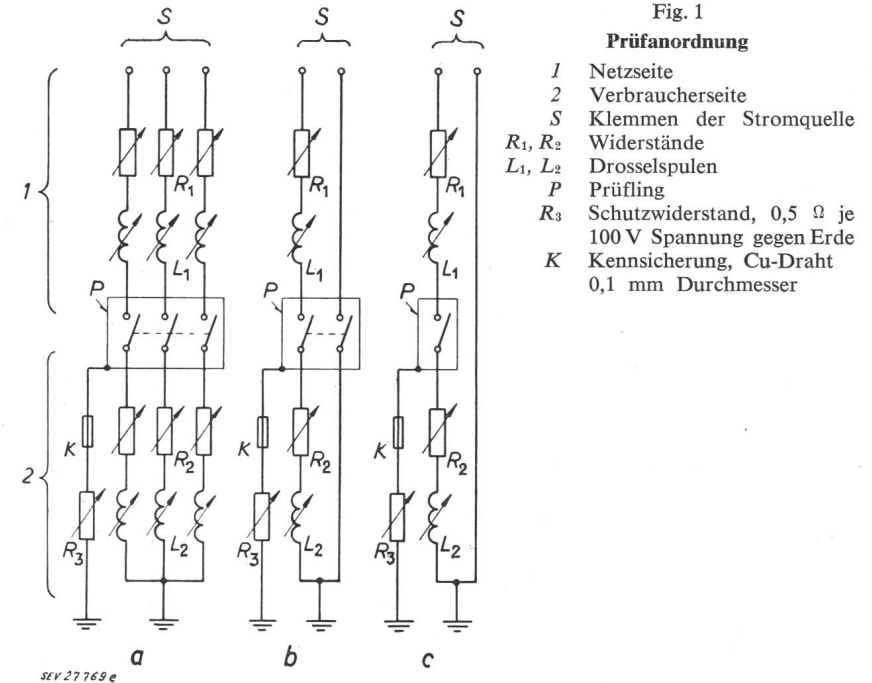 S
S
S
Fig. 1
Prüfanordnung
1 Netzseite
2 Verbraucherseite
S Klemmen der Stromquelle
R₁, R₂ Widerstände
L₁, L₂ Drosselspulen
P Prüfling
R₃ Schutzwiderstand, 0,5 Ω je
100 V Spannung gegen Erde
K Kennsicherung, Cu-Draht
0,1 mm Durchmesser
1
R₁
R₁
R₁
L₁
L₁
L₁
P
P
P
2
K
R₂
K
R₂
K
R₂
R₃
L₂
R₃
L₂
R₃
L₂
a
b
c
SEV 27769 e